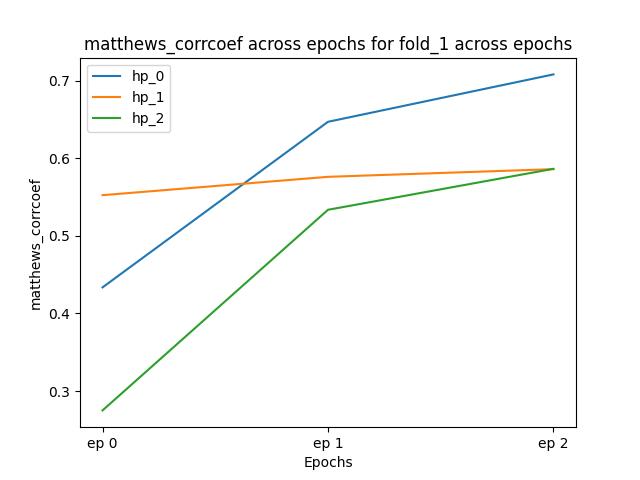 matthews_corrcoef across epochs for fold_1 across epochs
hp_0
hp_1
hp_2
matthews_corrcoef
0.7
0.6
0.5
0.4
0.3
ep 0
ep 1
ep 2
Epochs